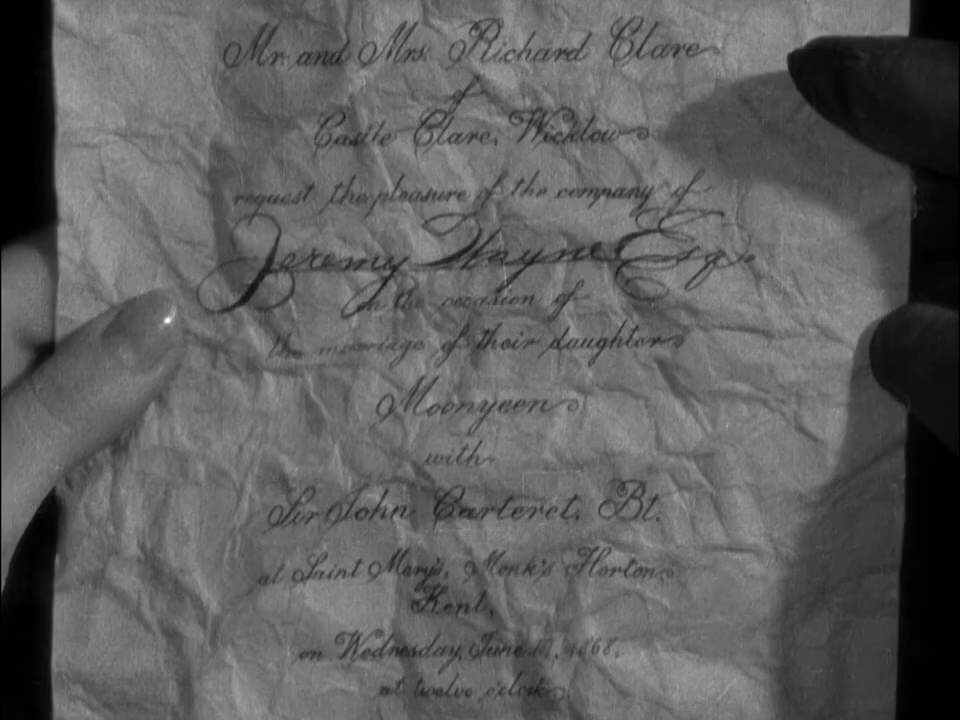 Mr. and Mrs. Richard Clare
of
Castle Clare, Wicklow
request the pleasure of the company of
Jeremy Wayne Esq.
on the occasion of
the marriage of their daughter
Moonyeen
with
Sir John Carteret, Bt.
at Saint Mary's, Monk's Horton
Kent,
on Wednesday, June , 1868,
at twelve o'clock